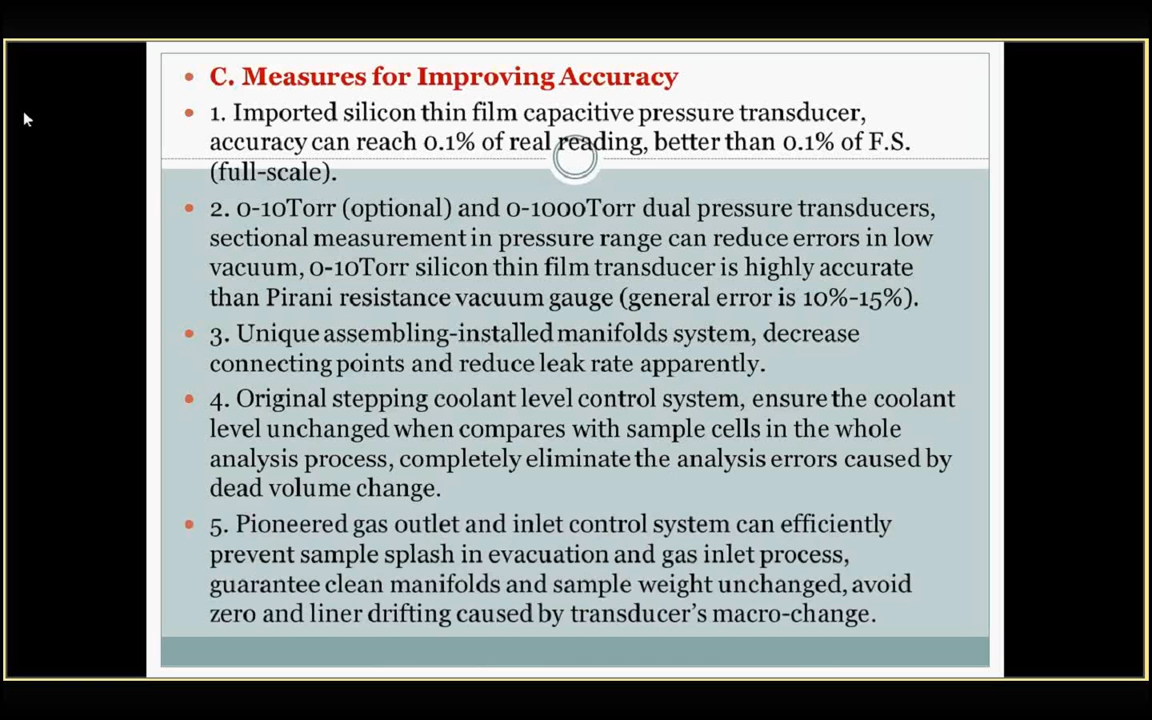 C. Measures for Improving Accuracy
1. Imported silicon thin film capacitive pressure transducer,
accuracy can reach 0.1% of real reading, better than 0.1% of F.S.
(full-scale).
2. 0-10Torr (optional) and 0-1000Torr dual pressure transducers,
sectional measurement in pressure range can reduce errors in low
vacuum, 0-10Torr silicon thin film transducer is highly accurate
than Pirani resistance vacuum gauge (general error is 10%-15%).
3. Unique assembling-installed manifolds system, decrease
connecting points and reduce leak rate apparently.
4. Original stepping coolant level control system, ensure the coolant
level unchanged when compares with sample cells in the whole
analysis process, completely eliminate the analysis errors caused by
dead volume change.
5. Pioneered gas outlet and inlet control system can efficiently
prevent sample splash in evacuation and gas inlet process,
guarantee clean manifolds and sample weight unchanged, avoid
zero and liner drifting caused by transducer's macro-change.